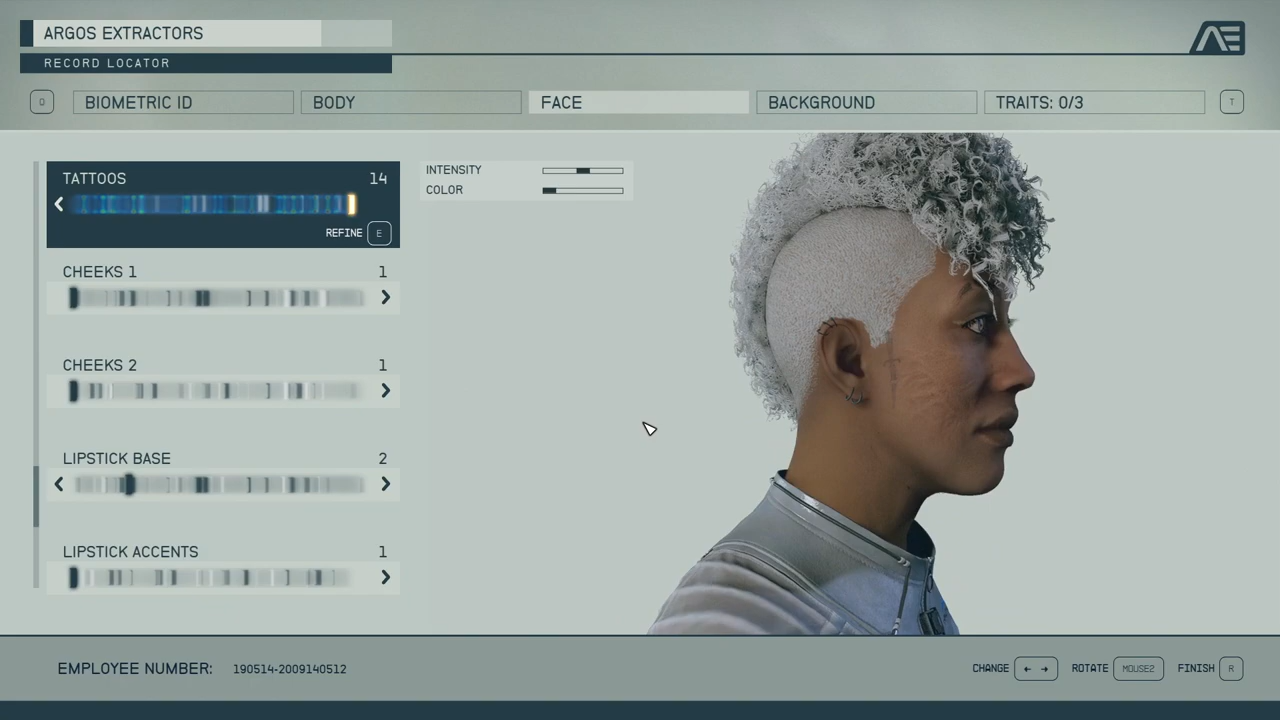 ARGOS EXTRACTORS
RECORD LOCATOR
AE
Q BIOMETRIC ID BODY FACE BACKGROUND TRAITS: 0/3 T
TATTOOS 14
REFINE E
INTENSITY
COLOR
CHEEKS 1 1
CHEEKS 2 1
LIPSTICK BASE 2
LIPSTICK ACCENTS 1
EMPLOYEE NUMBER: 190514-2009140512
CHANGE ← → ROTATE MOUSE2 FINISH R